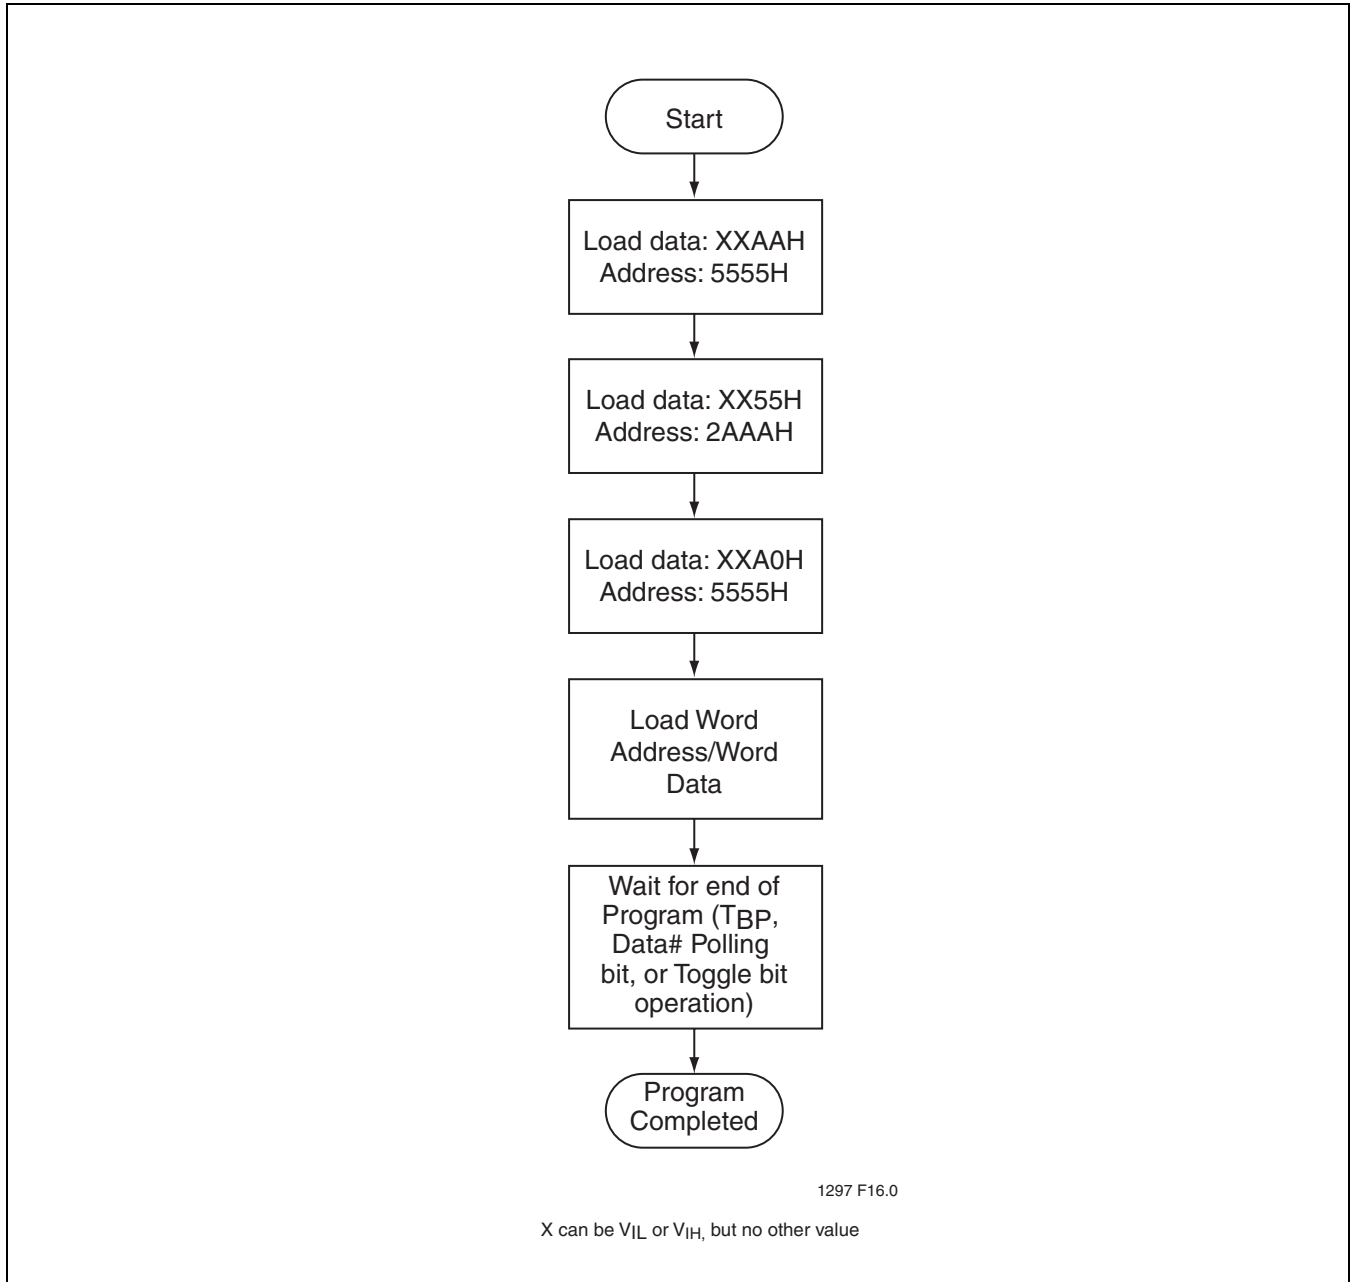 Start
Load data: XXAAH
Address: 5555H
Load data: XX55H
Address: 2AAAH
Load data: XXA0H
Address: 5555H
Load Word
Address/Word
Data
Wait for end of
Program (TBP,
Data# Polling
bit, or Toggle bit
operation)
Program
Completed
1297 F16.0
X can be VIL or VIH, but no other value